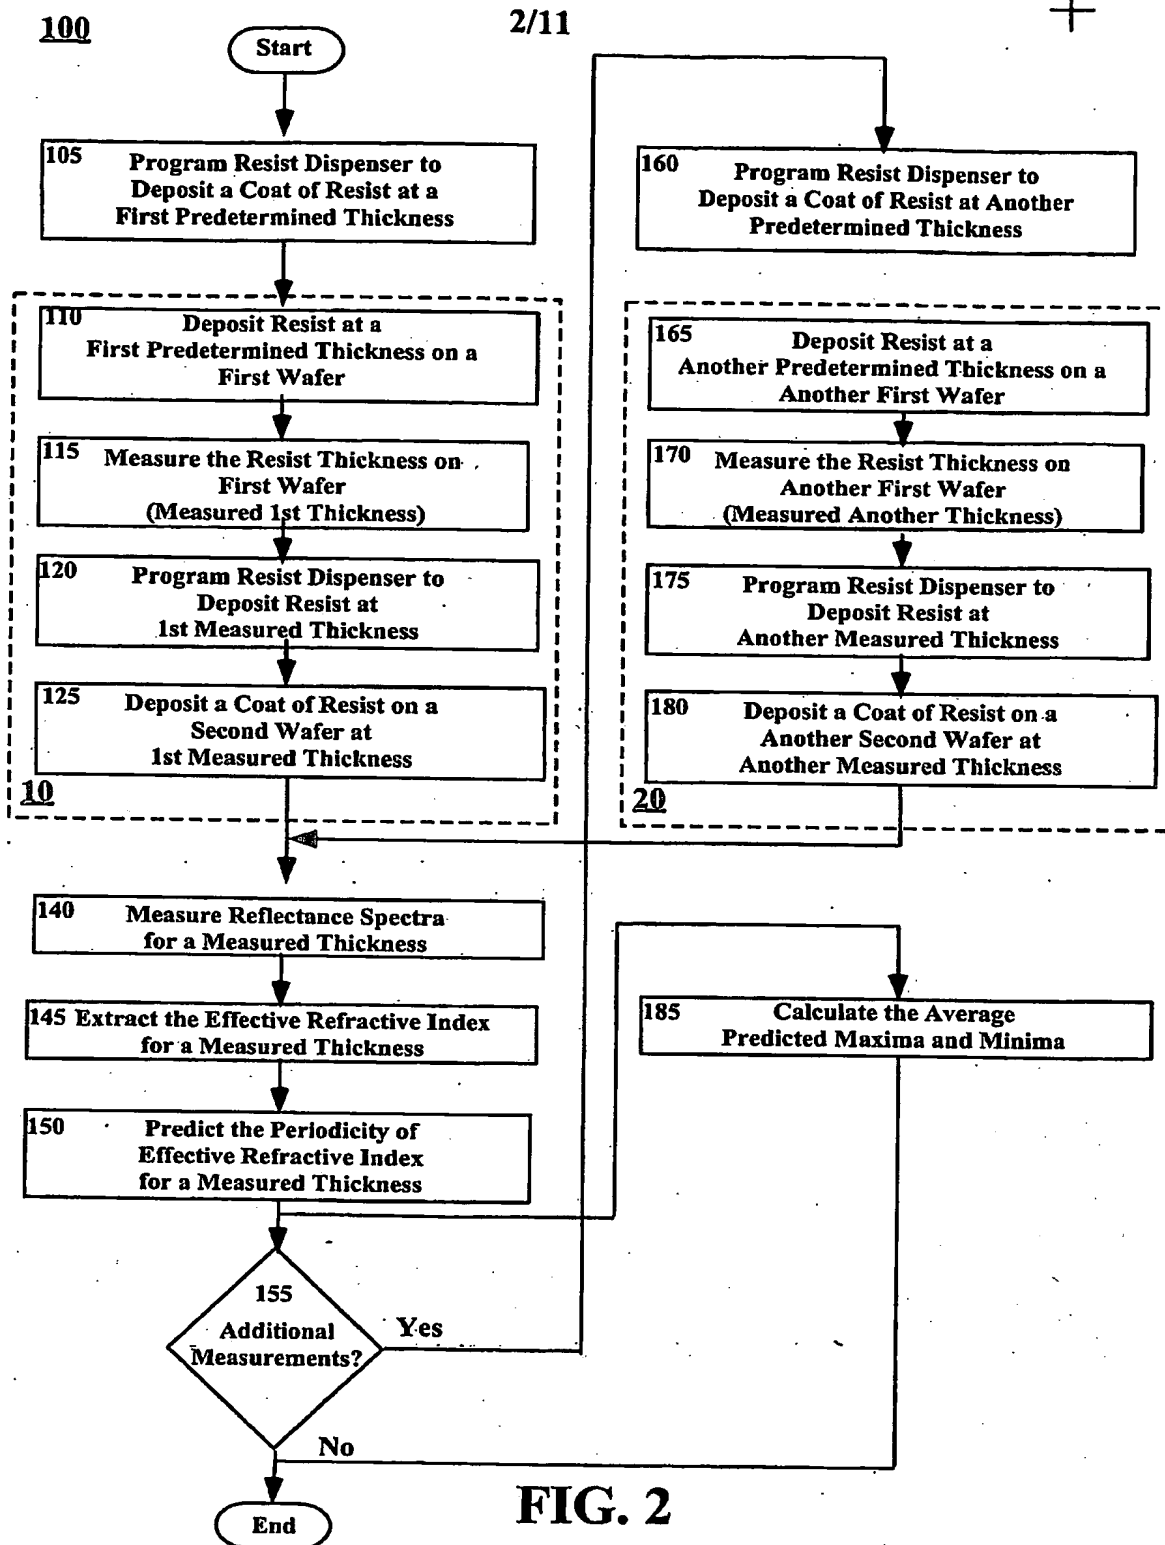 100
2/11
Start
105
Program Resist Dispenser to
Deposit a Coat of Resist at a
First Predetermined Thickness
110
Deposit Resist at a
First Predetermined Thickness on a
First Wafer
115
Measure the Resist Thickness on
First Wafer
(Measured 1st Thickness)
120
Program Resist Dispenser to
Deposit Resist at
1st Measured Thickness
125
Deposit a Coat of Resist on a
Second Wafer at
1st Measured Thickness
10
160
Program Resist Dispenser to
Deposit a Coat of Resist at Another
Predetermined Thickness
165
Deposit Resist at a
Another Predetermined Thickness on a
Another First Wafer
170
Measure the Resist Thickness on
Another First Wafer
(Measured Another Thickness)
175
Program Resist Dispenser to
Deposit Resist at
Another Measured Thickness
180
Deposit a Coat of Resist on a
Another Second Wafer at
Another Measured Thickness
20
140
Measure Reflectance Spectra
for a Measured Thickness
145 Extract the Effective Refractive Index
for a Measured Thickness
150
Predict the Periodicity of
Effective Refractive Index
for a Measured Thickness
185
Calculate the Average
Predicted Maxima and Minima
155
Additional
Measurements?
Yes
No
End
FIG. 2